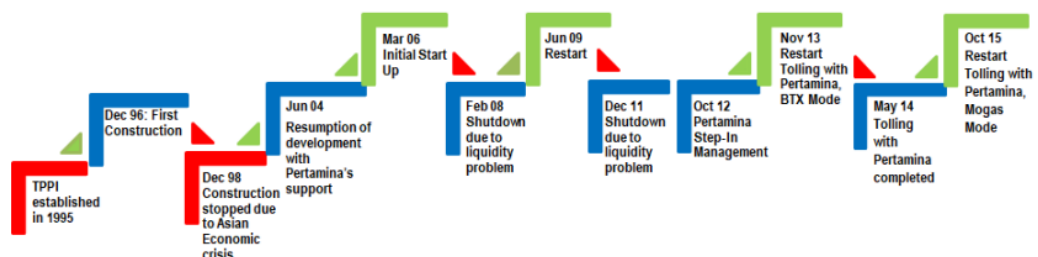 TPPI
established
in 1995
Dec 96: First
Construction
Dec 98
Construction
stopped due
to Asian
Economic
crisis
Jun 04
Resumption of
development
with
Pertamina's
support
Mar 06
Initial Start
Up
Feb 08
Shutdown
due to
liquidity
problem
Jun 09
Restart
Dec 11
Shutdown
due to
liquidity
problem
Oct 12
Pertamina
Step-In
Management
Nov 13
Restart
Tolling with
Pertamina,
BTX Mode
May 14
Tolling
with
Pertamina
completed
Oct 15
Restart
Tolling with
Pertamina,
Mogas
Mode